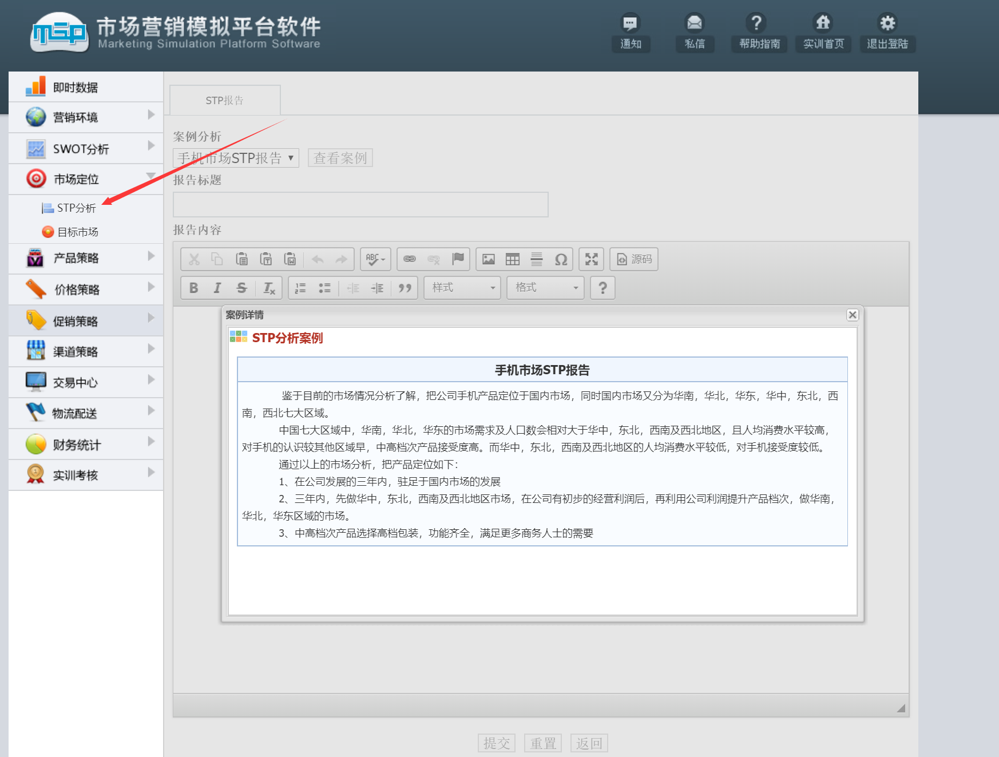 MSP
市场营销模拟平台软件
Marketing Simulation Platform Software
通知
私信
帮助指南
实训首页
退出登陆
即时数据
营销环境
SWOT分析
市场定位
STP分析
目标市场
产品策略
价格策略
促销策略
渠道策略
交易中心
物流配送
财务统计
实训考核
STP报告
案例分析
手机市场STP报告
查看案例
报告标题
报告内容
ABC
源码
B I S Tx
样式
格式
?
案例详情
STP分析案例
手机市场STP报告
鉴于目前的市场情况分析了解，把公司手机产品定位于国内市场，同时国内市场又分为华南，华北，华东，华中，东北，西
南，西北七大区域。
中国七大区域中，华南，华北，华东的市场需求及人口数会相对大于华中，东北，西南及西北地区，且人均消费水平较高，
对手机的认识较其他区域早，中高档次产品接受度高。而华中，东北，西南及西北地区的人均消费水平较低，对手机接受度较低。
通过以上的市场分析，把产品定位如下：
1、在公司发展的三年内，驻足于国内市场的发展
2、三年内，先做华中，东北，西南及西北地区市场，在公司有初步的经营利润后，再利用公司利润提升产品档次，做华南，
华北，华东区域的市场。
3、中高档次产品选择高档包装，功能齐全，满足更多商务人士的需要
提交
重置
返回